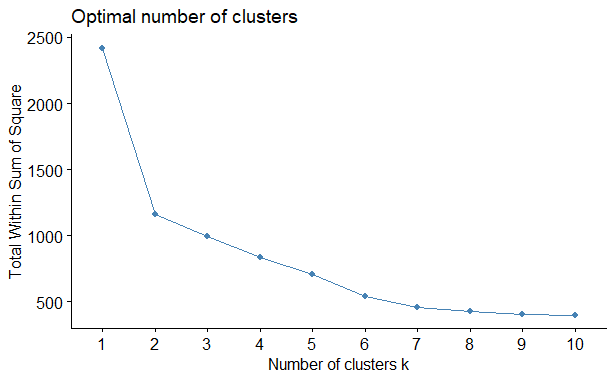 Optimal number of clusters
2500
2000
1500
1000
500
Total Within Sum of Square
1 2 3 4 5 6 7 8 9 10
Number of clusters k